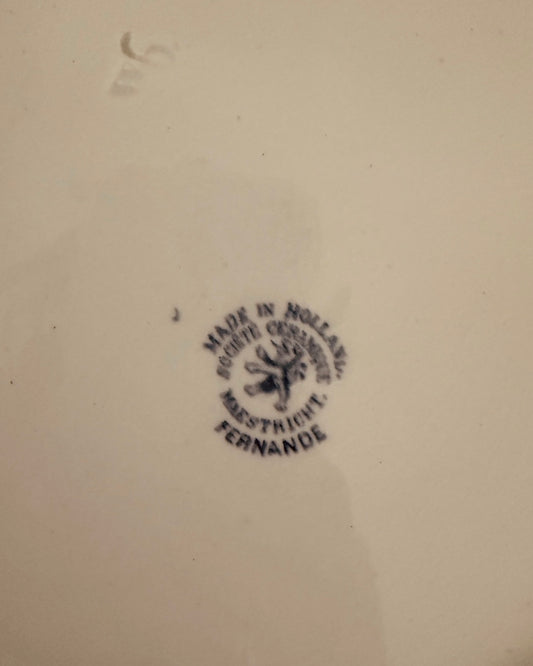 MADE IN HOLLAND.
SOCIÉTÉ CÉRAMIQUE
MAESTRICHT.
FERNANDE